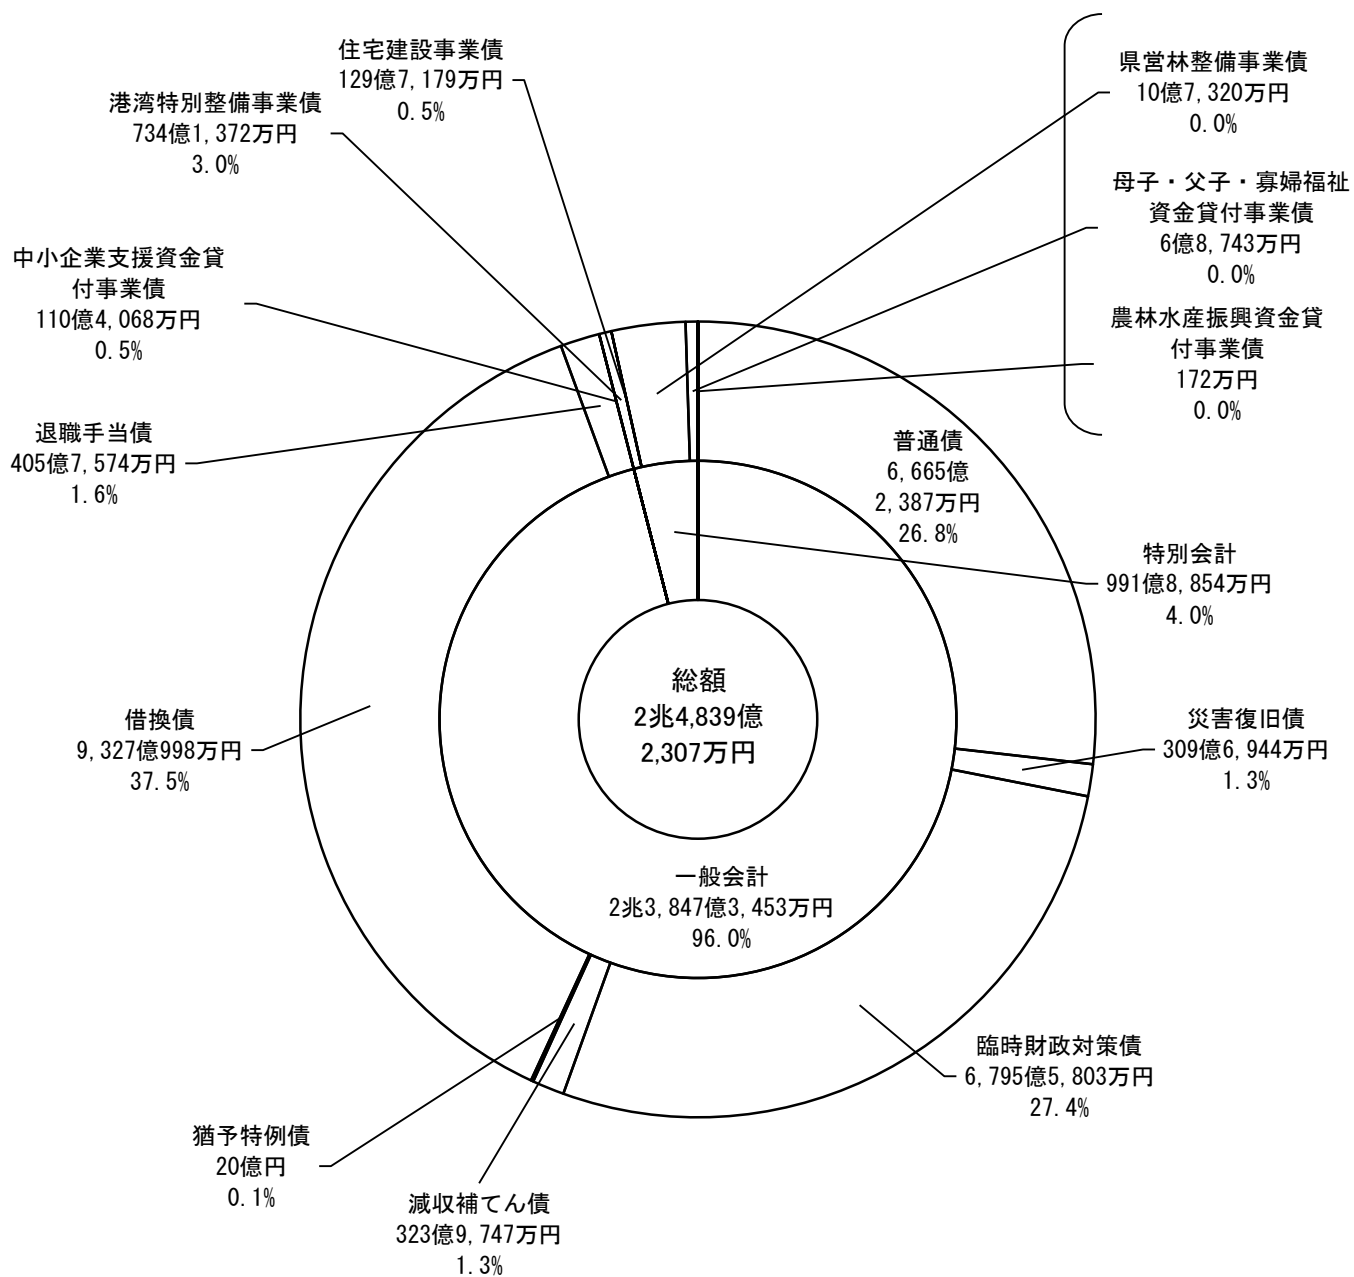 住宅建設事業債
129億7,179万円
0.5%
港湾特別整備事業債
734億1,372万円
3.0%
中小企業支援資金貸
付事業債
110億4,068万円
0.5%
退職手当債
405億7,574万円
1.6%
県営林整備事業債
10億7,320万円
0.0%
母子・父子・寡婦福祉
資金貸付事業債
6億8,743万円
0.0%
農林水産振興資金貸
付事業債
172万円
0.0%
普通債
6,665億
2,387万円
26.8%
特別会計
991億8,854万円
4.0%
総額
2兆4,839億
2,307万円
借換債
9,327億998万円
37.5%
災害復旧債
309億6,944万円
1.3%
一般会計
2兆3,847億3,453万円
96.0%
臨時財政対策債
6,795億5,803万円
27.4%
猶予特例債
20億円
0.1%
減収補てん債
323億9,747万円
1.3%